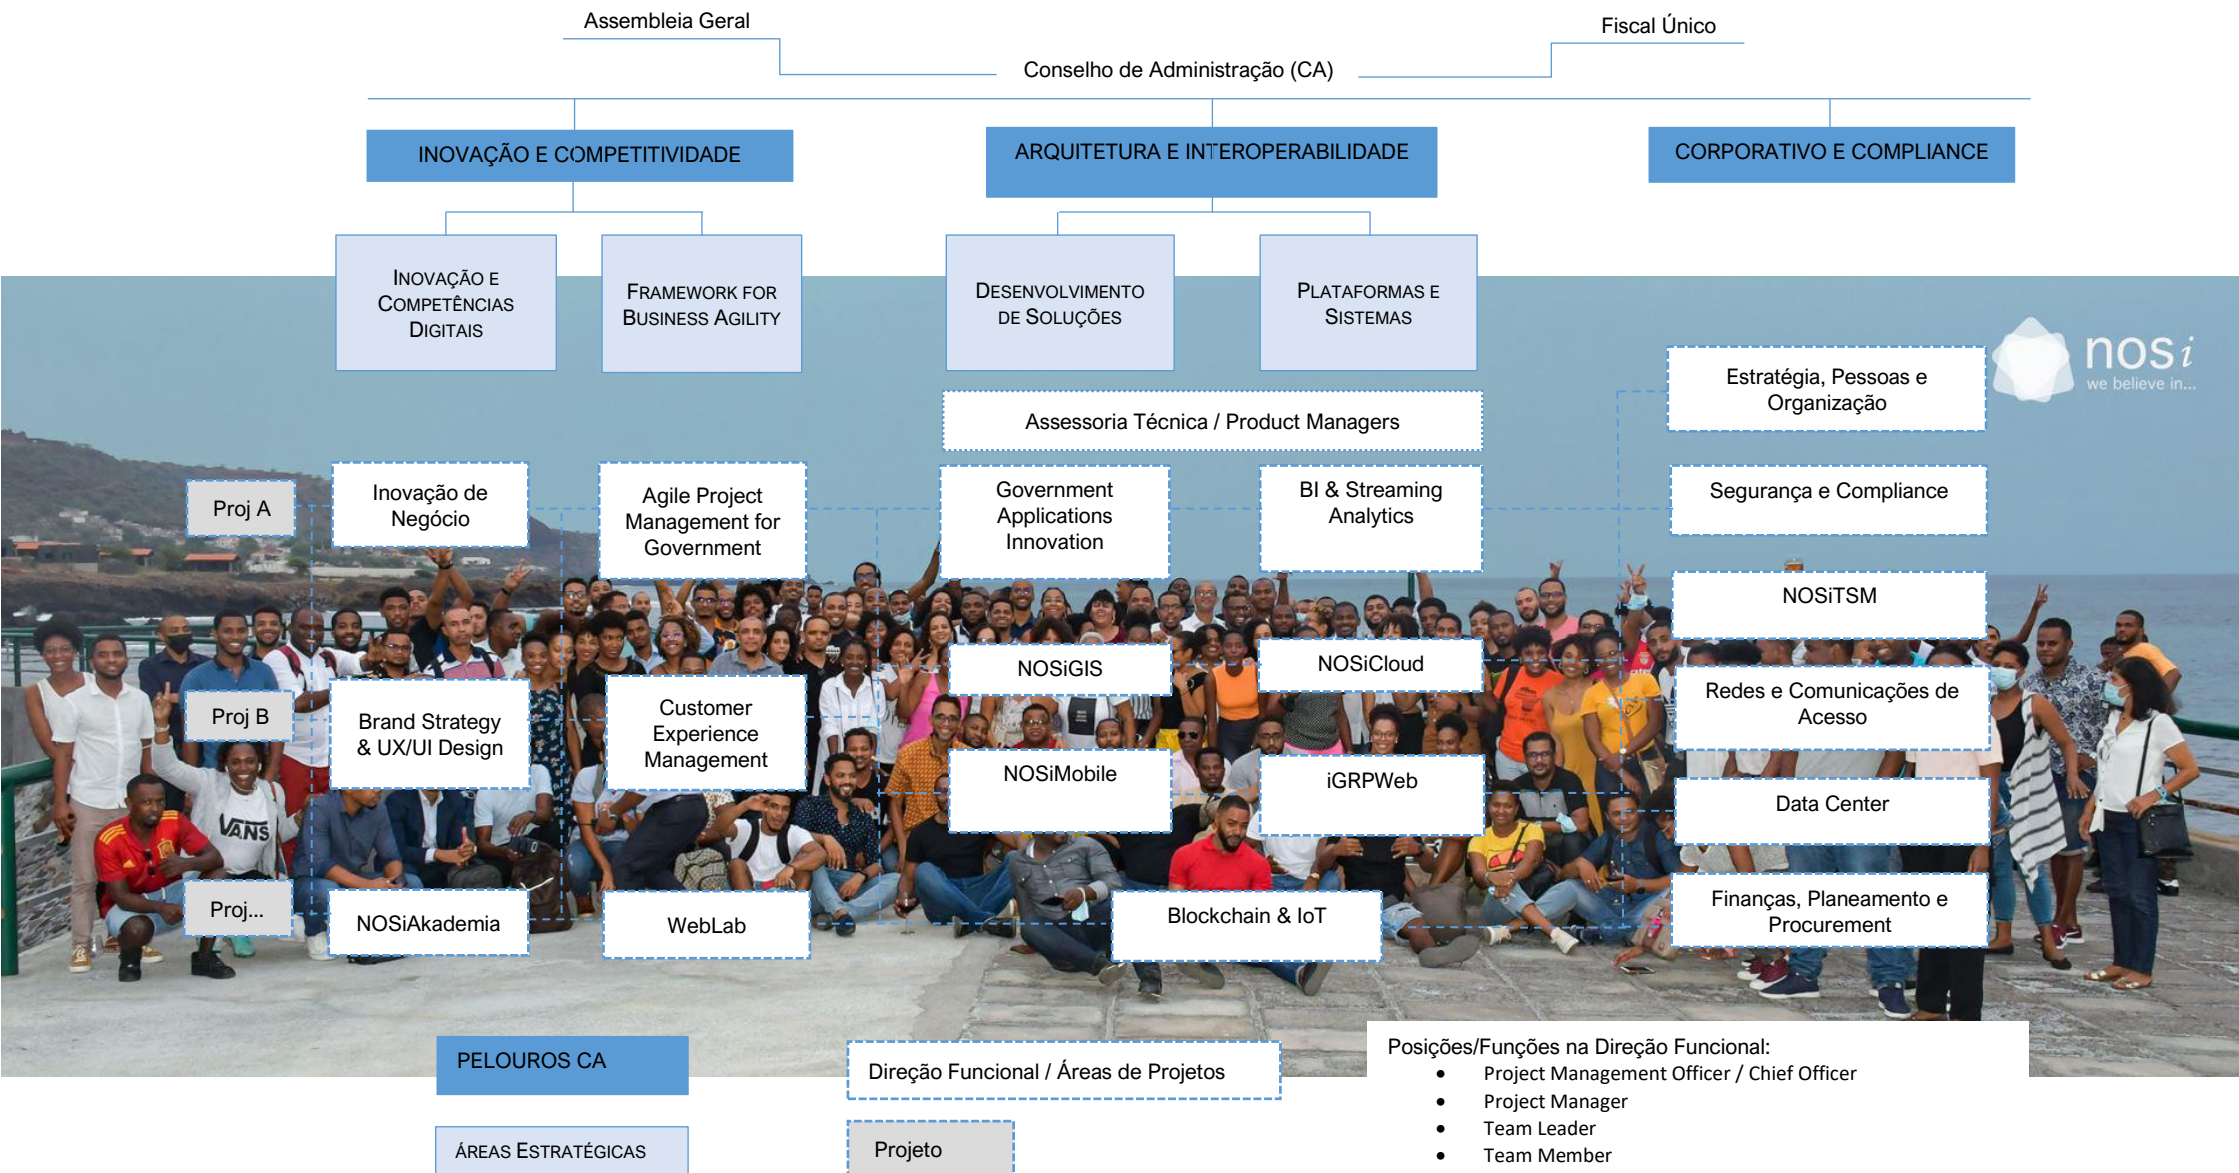 Assembleia Geral
Fiscal Único
Conselho de Administração (CA)
INOVAÇÃO E COMPETITIVIDADE
ARQUITETURA E INTEROPERABILIDADE
CORPORATIVO E COMPLIANCE
INOVAÇÃO E
COMPETÊNCIAS
DIGITAIS
FRAMEWORK FOR
BUSINESS AGILITY
DESENVOLVIMENTO
DE SOLUÇÕES
PLATAFORMAS E
SISTEMAS
nosi
we believe in...
Estratégia, Pessoas e
Organização
Assessoria Técnica / Product Managers
Proj A
Inovação de
Negócio
Agile Project
Management for
Government
Government
Applications
Innovation
BI & Streaming
Analytics
Segurança e Compliance
NOSiTSM
NOSiGIS
NOSiCloud
Redes e Comunicações de
Acesso
Proj B
Brand Strategy
& UX/UI Design
Customer
Experience
Management
NOSiMobile
iGRPWeb
Data Center
VANS
Proj...
NOSiAkademia
WebLab
Blockchain & IoT
Finanças, Planeamento e
Procurement
PELOUROS CA
Direção Funcional / Áreas de Projetos
ÁREAS ESTRATÉGICAS
Projeto
Posições/Funções na Direção Funcional:
• Project Management Officer / Chief Officer
• Project Manager
• Team Leader
• Team Member